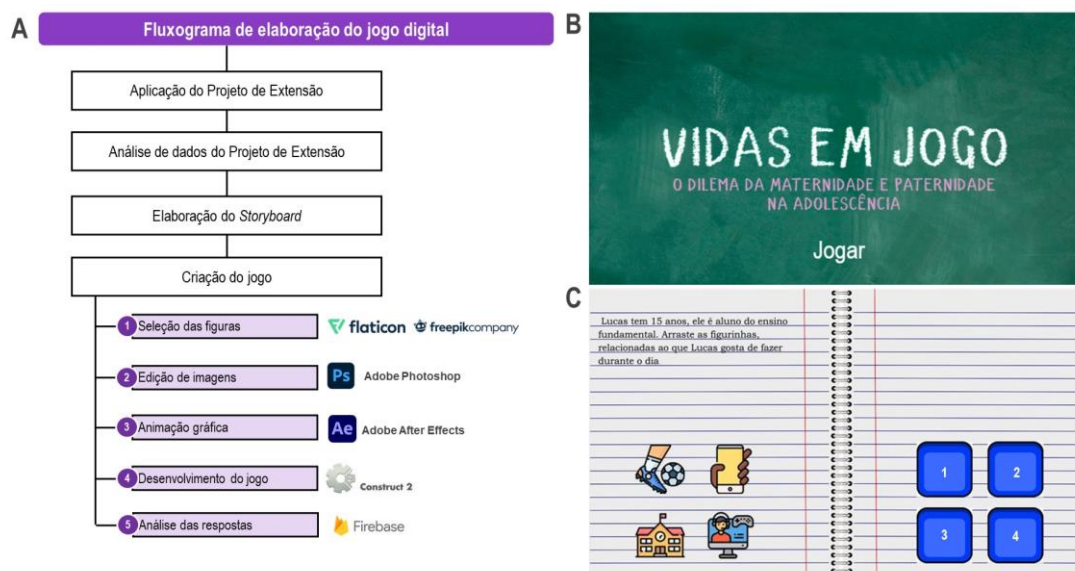 A
Fluxograma de elaboração do jogo digital
Aplicação do Projeto de Extensão
Análise de dados do Projeto de Extensão
Elaboração do Storyboard
Criação do jogo
1 Seleção das figuras
flaticon freepikcompany
2 Edição de imagens
Ps Adobe Photoshop
3 Animação gráfica
Ae Adobe After Effects
4 Desenvolvimento do jogo
Construct 2
5 Análise das respostas
Firebase
B
VIDAS EM JOGO
O DILEMA DA MATERNIDADE E PATERNIDADE
NA ADOLESCÊNCIA
Jogar
C
Lucas tem 15 anos, ele é aluno do ensino
fundamental. Arraste as figurinhas,
relacionadas ao que Lucas gosta de fazer
durante o dia
1 2
3 4